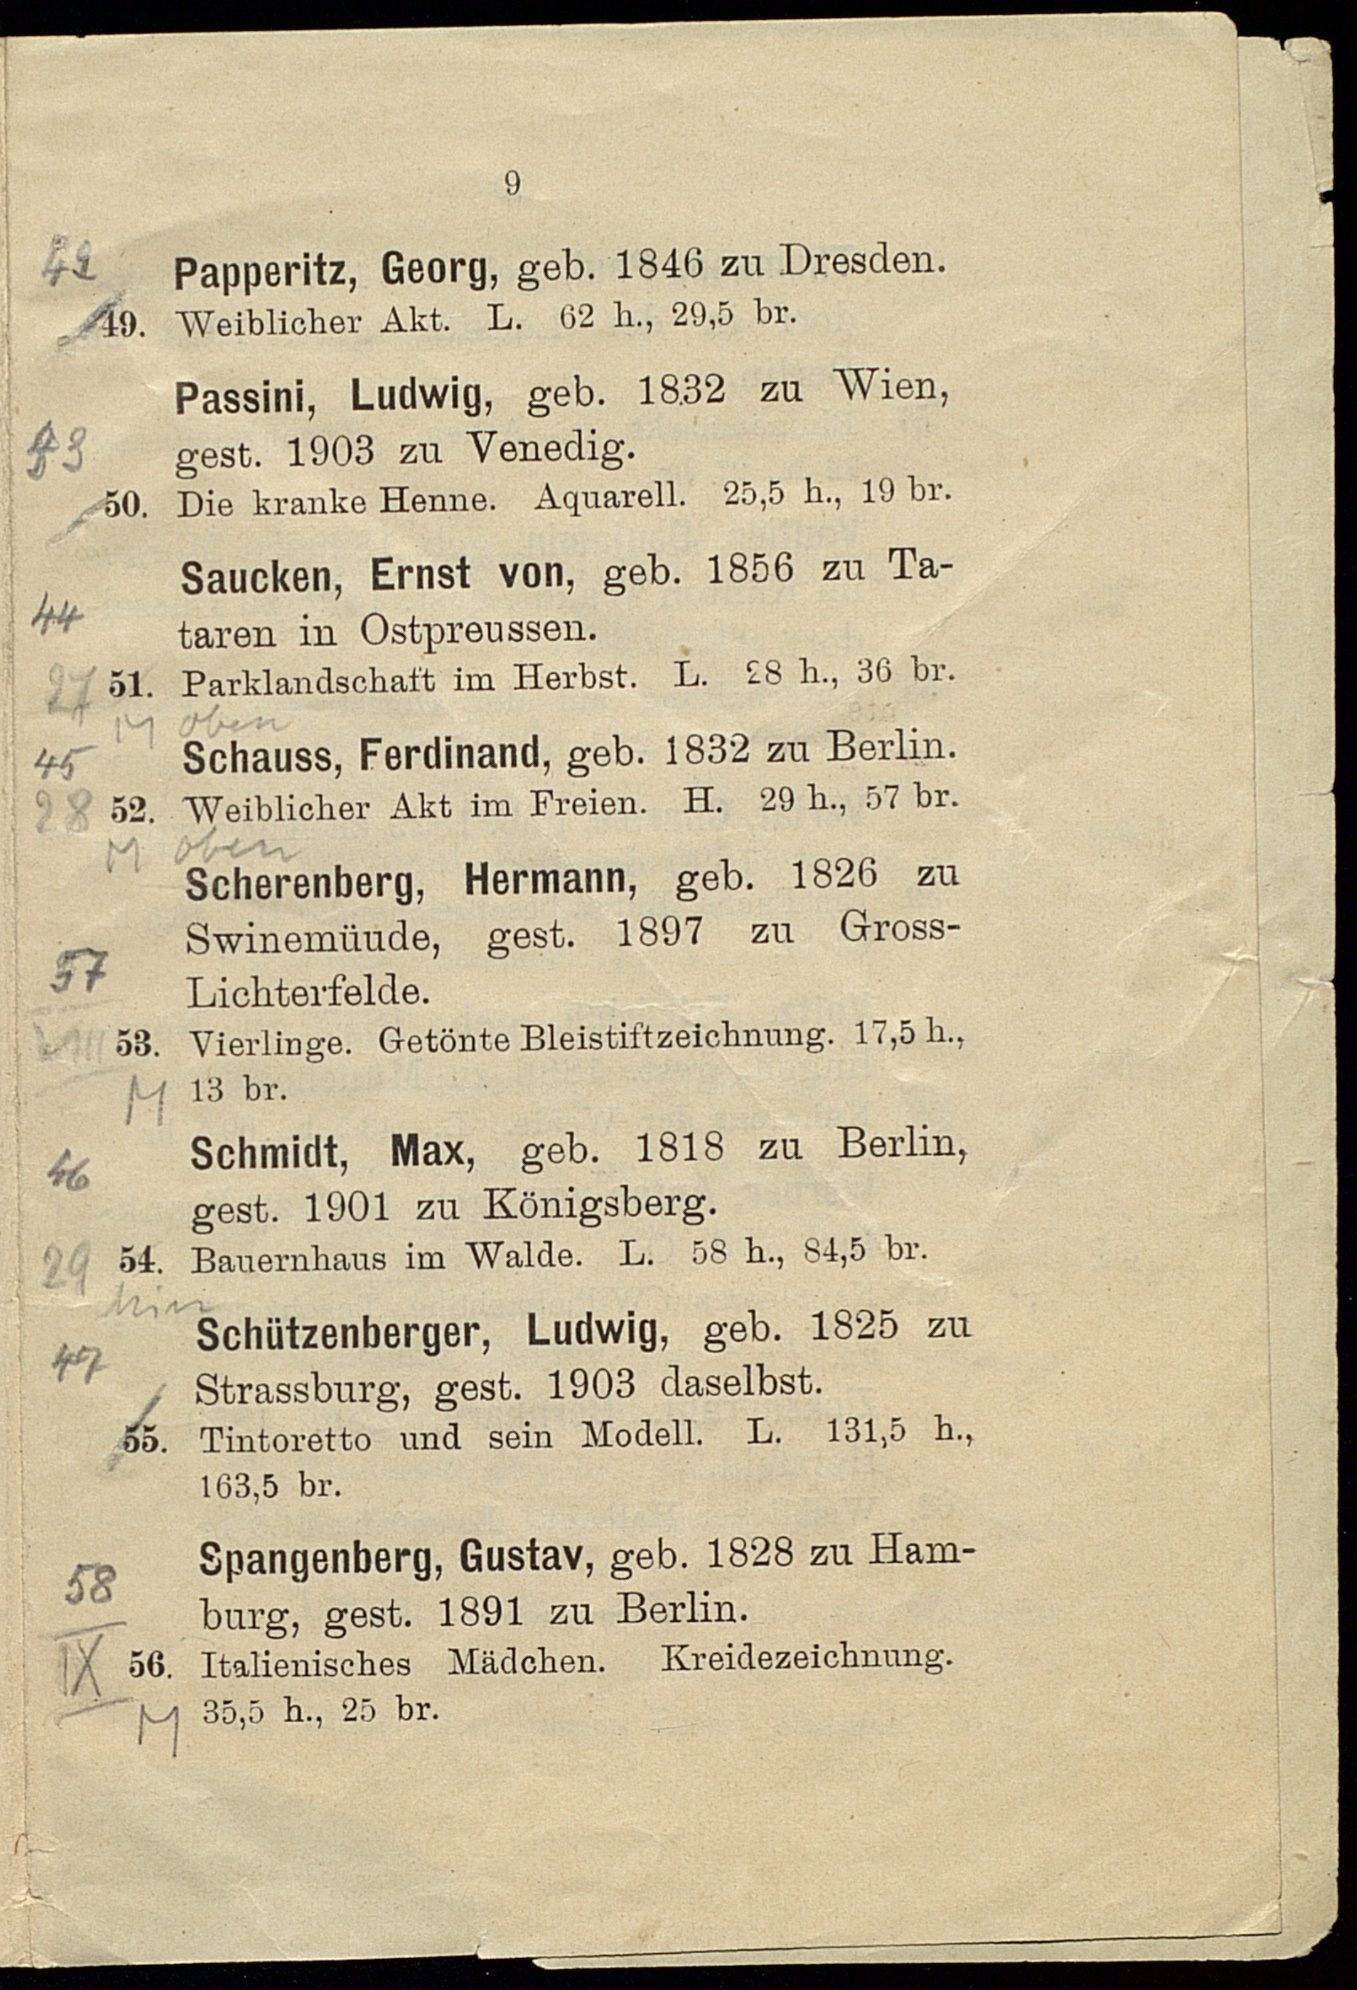 9
42
Papperitz, Georg, geb. 1846 zu Dresden.
49. Weiblicher Akt. L. 62 h., 29,5 br.
Passini, Ludwig, geb. 1832 zu Wien,
43
gest. 1903 zu Venedig.
50. Die kranke Henne. Aquarell. 25,5 h., 19 br.
Saucken, Ernst von, geb. 1856 zu Ta-
44
taren in Ostpreussen.
27 51. Parklandschaft im Herbst. L. 28 h., 36 br.
M oben
45 Schauss, Ferdinand, geb. 1832 zu Berlin.
28 52. Weiblicher Akt im Freien. H. 29 h., 57 br.
M oben
Scherenberg, Hermann, geb. 1826 zu
Swinemüude, gest. 1897 zu Gross-
57
Lichterfelde.
VIII 53. Vierlinge. Getönte Bleistiftzeichnung. 17,5 h.,
M 13 br.
46 Schmidt, Max, geb. 1818 zu Berlin,
gest. 1901 zu Königsberg.
29 54. Bauernhaus im Walde. L. 58 h., 84,5 br.
Schützenberger, Ludwig, geb. 1825 zu
47
Strassburg, gest. 1903 daselbst.
55. Tintoretto und sein Modell. L. 131,5 h.,
163,5 br.
Spangenberg, Gustav, geb. 1828 zu Ham-
58
burg, gest. 1891 zu Berlin.
IX 56. Italienisches Mädchen. Kreidezeichnung.
M 35,5 h., 25 br.